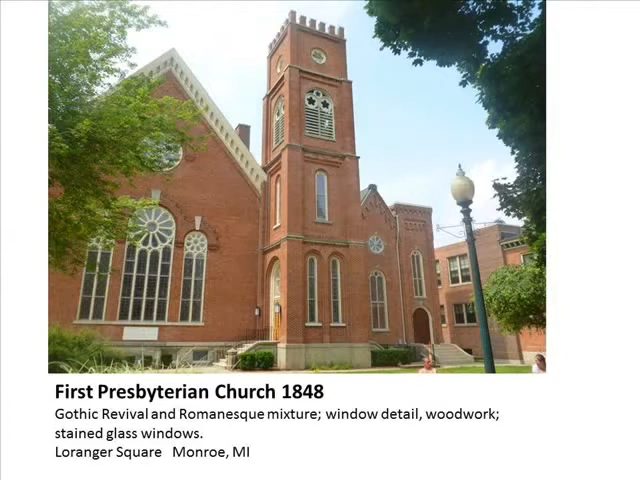 First Presbyterian Church 1848
Gothic Revival and Romanesque mixture; window detail, woodwork;
stained glass windows.
Loranger Square   Monroe, MI